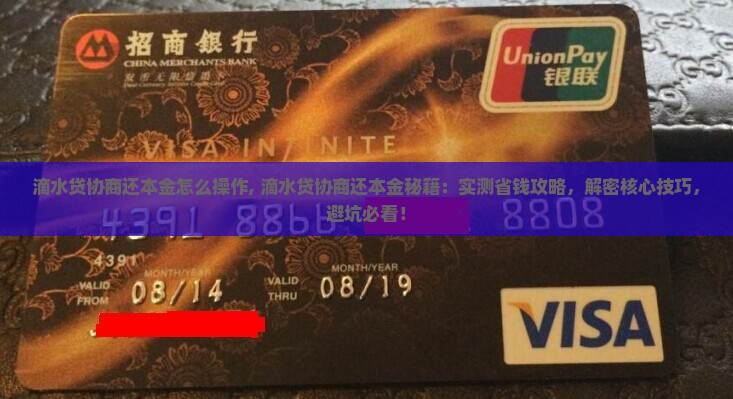 招商銀行
CHINA MERCHANTS BANK
UnionPay
银联
VISA INFINITE
滴水贷协商还本金怎么操作, 滴水贷协商还本金秘籍：实测省钱攻略，解密核心技巧，
避坑必看！
4391 8866 8808
4391
MONTH/YEAR MONTH/YEAR
VALID FROM 08/14 VALID THRU 08/19
VISA